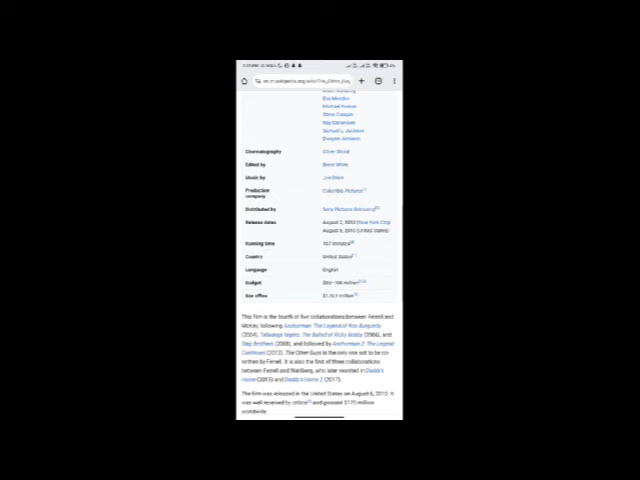 en.m.wikipedia.org/wiki/The_Other_Guy
Eva Mendes
Michael Keaton
Steve Coogan
Ray Stevenson
Samuel L. Jackson
Dwayne Johnson
Cinematography Oliver Wood
Edited by Brent White
Music by Jon Brion
Production company Columbia Pictures
Distributed by Sony Pictures Releasing
Release dates August 2, 2010 (New York City)
August 6, 2010 (United States)
Running time 107 minutes
Country United States
Language English
Budget
Box office million
This film is the fourth of five collaborations between Ferrell and
McKay, following Anchorman: The Legend of Ron Burgundy
(2004), Talladega Nights: The Ballad of Ricky Bobby (2006), and
Step Brothers (2008), and followed by Anchorman 2: The Legend
Continues (2013). The Other Guys is the only one not to be co-
written by Ferrell. It is also the first of three collaborations
between Ferrell and Wahlberg, who later reunited in Daddy's
Home (2015) and Daddy's Home 2 (2017).
The film was released in the United States on August 6, 2010. It
was well received by critics and grossed $170 million
worldwide.